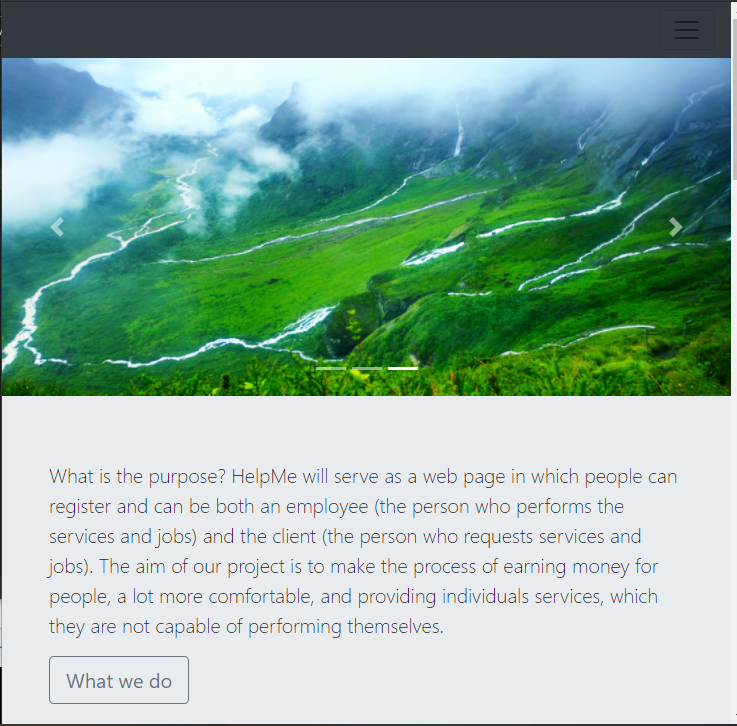 What is the purpose? HelpMe will serve as a web page in which people can
register and can be both an employee (the person who performs the
services and jobs) and the client (the person who requests services and
jobs). The aim of our project is to make the process of earning money for
people, a lot more comfortable, and providing individuals services, which
they are not capable of performing themselves.
What we do